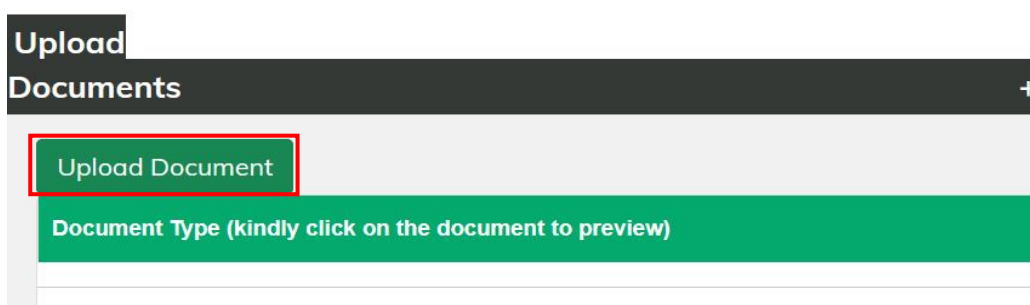 Upload
Documents +
Upload Document
Document Type (kindly click on the document to preview)